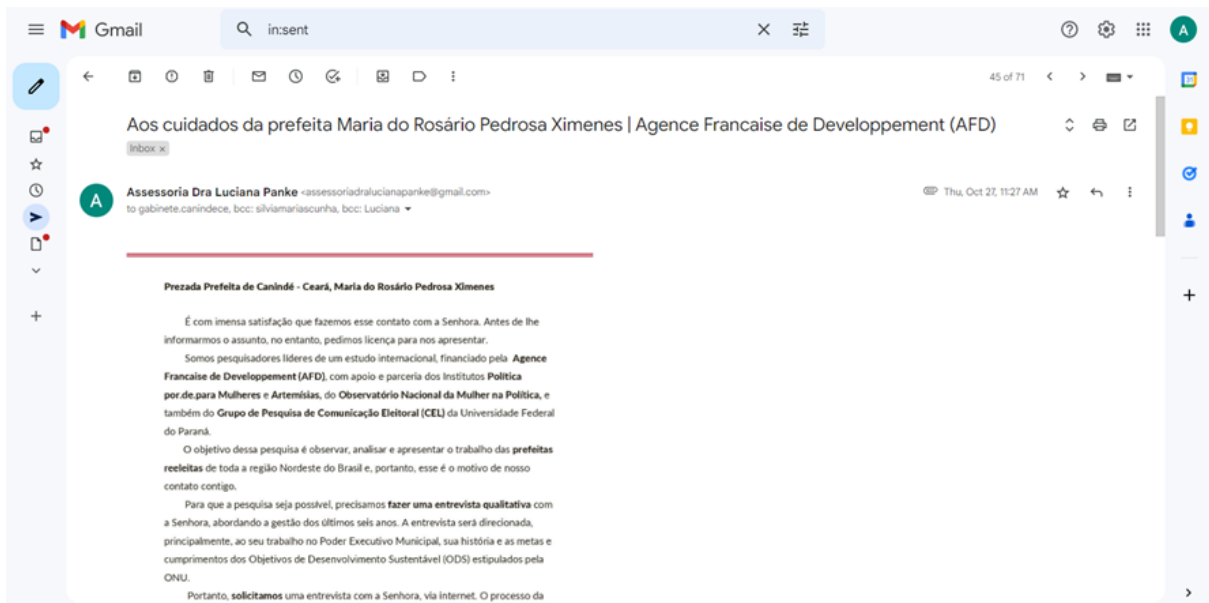 Gmail
in:sent
A
45 of 71
Aos cuidados da prefeita Maria do Rosário Pedrosa Ximenes | Agence Francaise de Developpement (AFD)
Inbox ×
A
Assessoria Dra Luciana Panke <assessoriadralucianapanke@gmail.com>
Thu, Oct 27, 11:27 AM
to gabinete.canindece, bcc: silviamariascunha, bcc: Luciana
Prezada Prefeita de Canindé - Ceará, Maria do Rosário Pedrosa Ximenes
É com imensa satisfação que fazemos esse contato com a Senhora. Antes de lhe
informarmos o assunto, no entanto, pedimos licença para nos apresentar.
Somos pesquisadores líderes de um estudo internacional, financiado pela Agence
Francaise de Developpement (AFD), com apoio e parceria dos Institutos Política
por.de.para Mulheres e Artemísias, do Observatório Nacional da Mulher na Política, e
também do Grupo de Pesquisa de Comunicação Eleitoral (CEL) da Universidade Federal
do Paraná.
O objetivo dessa pesquisa é observar, analisar e apresentar o trabalho das prefeitas
reeleitas de toda a região Nordeste do Brasil e, portanto, esse é o motivo de nosso
contato contigo.
Para que a pesquisa seja possível, precisamos fazer uma entrevista qualitativa com
a Senhora, abordando a gestão dos últimos seis anos. A entrevista será direcionada,
principalmente, ao seu trabalho no Poder Executivo Municipal, sua história e as metas e
cumprimentos dos Objetivos de Desenvolvimento Sustentável (ODS) estipulados pela
ONU.
Portanto, solicitamos uma entrevista com a Senhora, via internet. O processo da